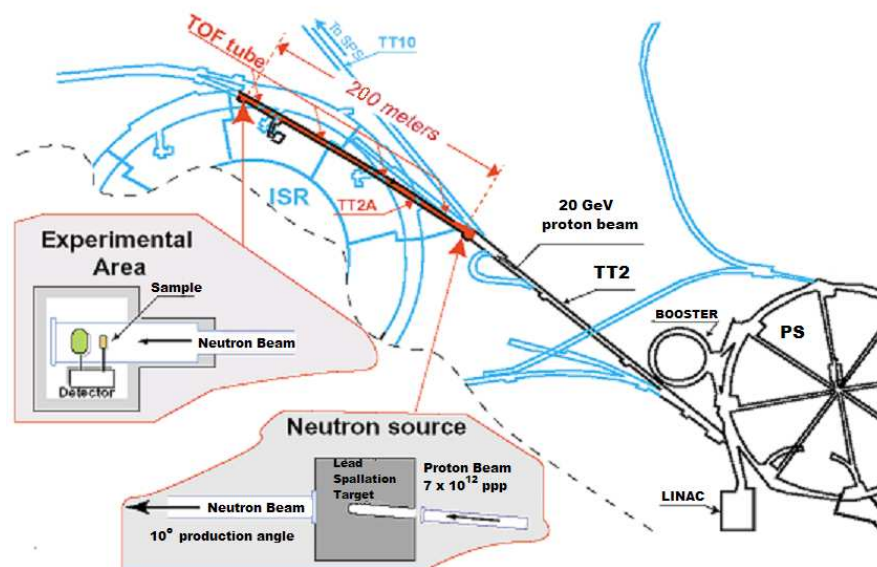 To SPS
TT10
TOF tube
200 meters
ISR
TT2A
20 GeV
proton beam
TT2
BOOSTER
PS
LINAC
Experimental
Area
Sample
Neutron Beam
Detector
Neutron source
Lead
Spallation
Target
Proton Beam
7 x 10¹² ppp
Neutron Beam
10° production angle